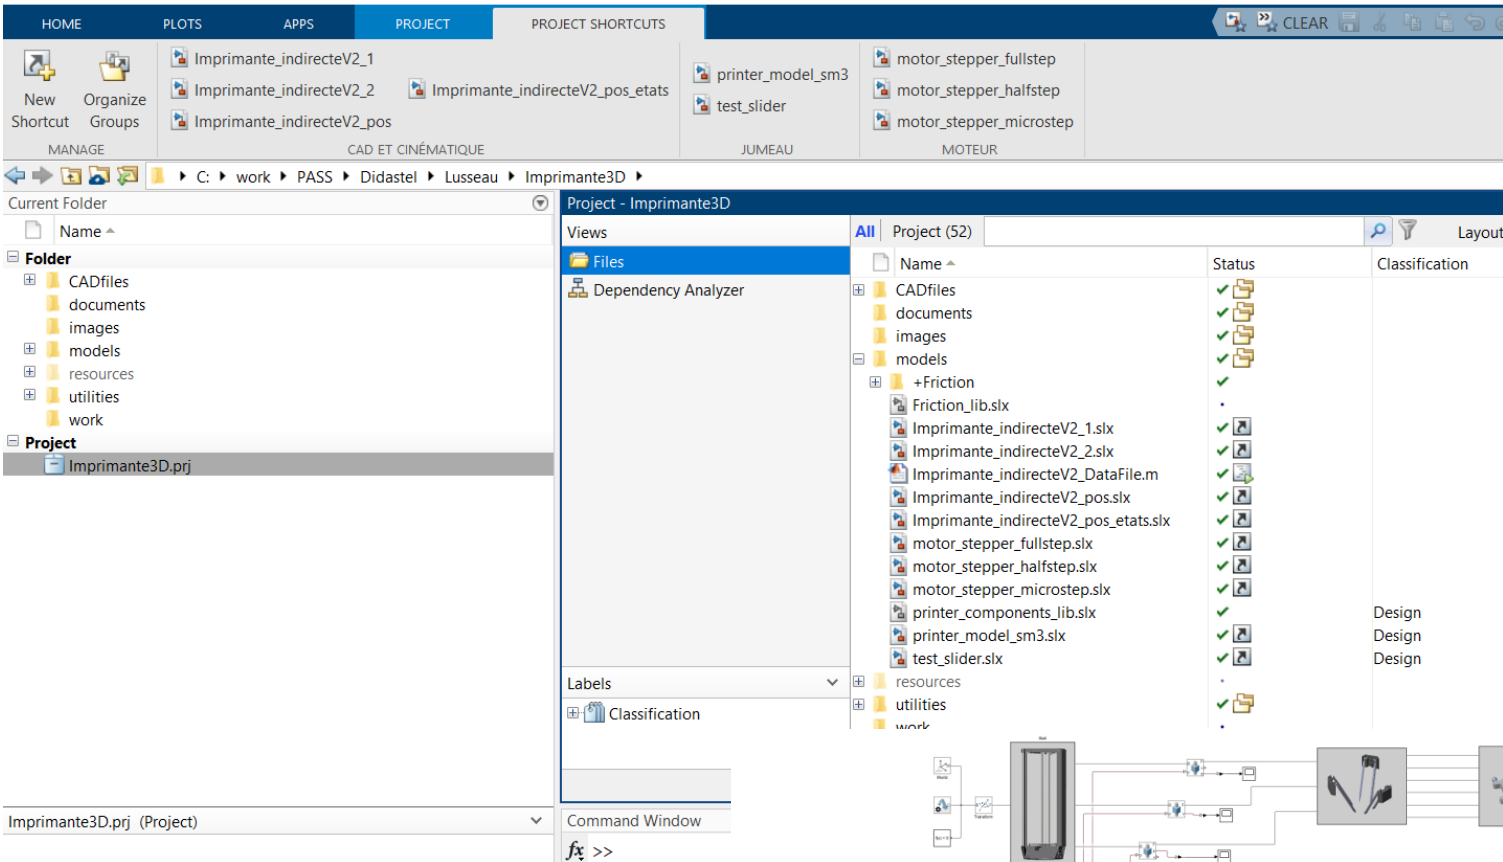 HOME PLOTS APPS PROJECT PROJECT SHORTCUTS CLEAR
New Shortcut
Organize Groups
MANAGE
Imprimante_indirecteV2_1
Imprimante_indirecteV2_2
Imprimante_indirecteV2_pos
Imprimante_indirecteV2_pos_etats
CAD ET CINÉMATIQUE
printer_model_sm3
test_slider
JUMEAU
motor_stepper_fullstep
motor_stepper_halfstep
motor_stepper_microstep
MOTEUR
C: work PASS Didastel Lusseau Imprimante3D
Current Folder
Name
Folder
CADfiles
documents
images
models
resources
utilities
work
Project
Imprimante3D.prj
Imprimante3D.prj (Project)
Project - Imprimante3D
Views
Files
Dependency Analyzer
Labels
Classification
All Project (52) Layout
Name Status Classification
CADfiles
documents
images
models
+Friction
Friction_lib.slx
Imprimante_indirecteV2_1.slx
Imprimante_indirecteV2_2.slx
Imprimante_indirecteV2_DataFile.m
Imprimante_indirecteV2_pos.slx
Imprimante_indirecteV2_pos_etats.slx
motor_stepper_fullstep.slx
motor_stepper_halfstep.slx
motor_stepper_microstep.slx
printer_components_lib.slx Design
printer_model_sm3.slx Design
test_slider.slx Design
resources
utilities
work
Command Window
fx >>